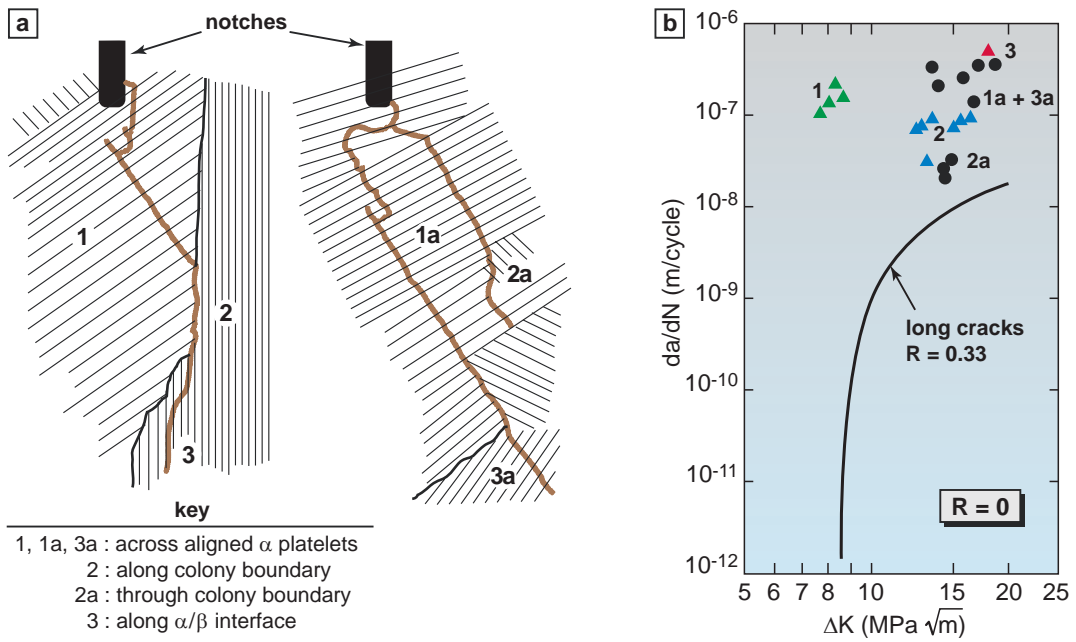 a
notches
1
2
3
1a
2a
3a
key
1, 1a, 3a : across aligned α platelets
2 : along colony boundary
2a : through colony boundary
3 : along α/β interface
b
da/dN (m/cycle)
10-6
10-7
10-8
10-9
10-10
10-11
10-12
1
3
1a + 3a
2
2a
long cracks
R = 0.33
R = 0
5 6 7 8 10 15 20 25
ΔK (MPa √m)